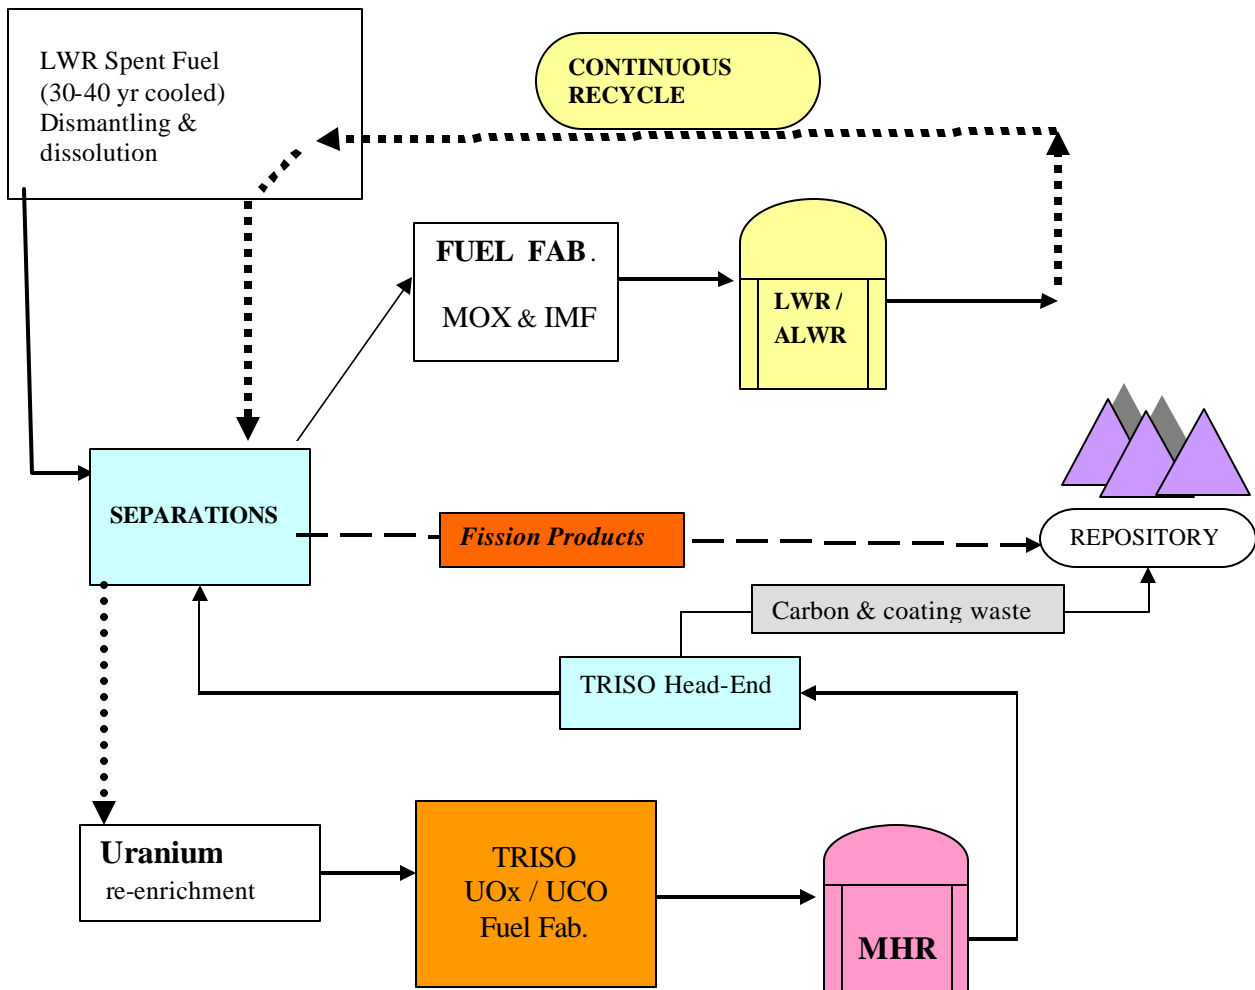 LWR Spent Fuel
(30-40 yr cooled)
Dismantling &
dissolution
CONTINUOUS
RECYCLE
FUEL FAB.
MOX & IMF
LWR /
ALWR
SEPARATIONS
Fission Products
REPOSITORY
Carbon & coating waste
TRISO Head-End
Uranium
re-enrichment
TRISO
UOx / UCO
Fuel Fab.
MHR